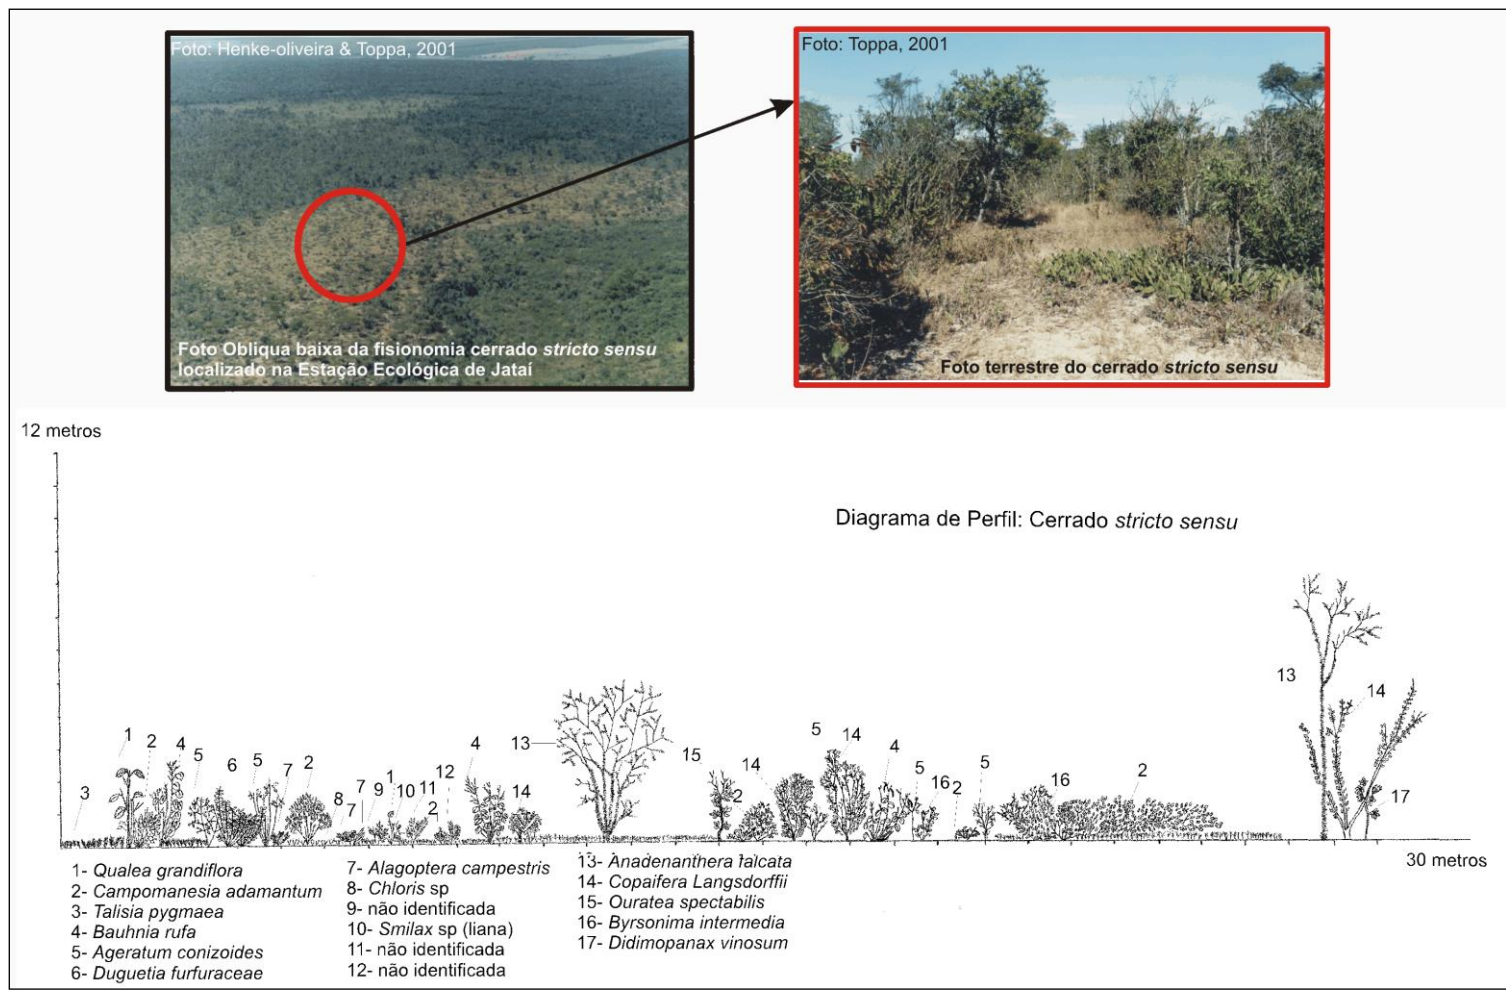 Foto: Henke-oliveira & Toppa, 2001
Foto Obliqua baixa da fisionomia cerrado stricto sensu
localizado na Estação Ecológica de Jataí
Foto: Toppa, 2001
Foto terrestre do cerrado stricto sensu
12 metros
Diagrama de Perfil: Cerrado stricto sensu
13
14
5
5
14
1
2
4
5
6
5
7
2
4
13
15
14
4
5
16
2
5
16
2
17
3
8
7
7
9
1
10
11
12
2
14
2
30 metros
1- Qualea grandiflora
2- Campomanesia adamantum
3- Talisia pygmaea
4- Bauhnia rufa
5- Ageratum conizoides
6- Duguetia furfuraceae
7- Alagoptera campestris
8- Chloris sp
9- não identificada
10- Smilax sp (liana)
11- não identificada
12- não identificada
13- Anadenanthera falcata
14- Copaifera Langsdorffii
15- Ouratea spectabilis
16- Byrsonima intermedia
17- Didimopanax vinosum